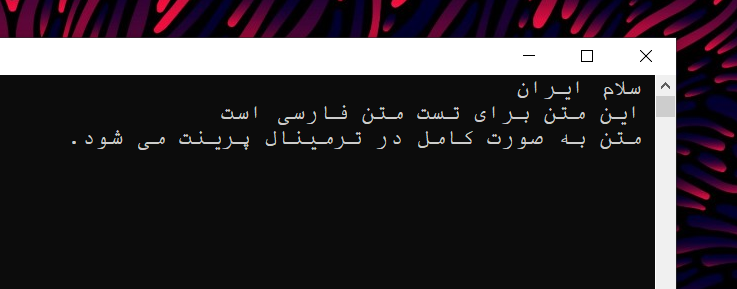 سلام ایران
این متن برای تست متن فارسی است
متن به صورت کامل در ترمینال پرینت می شود.